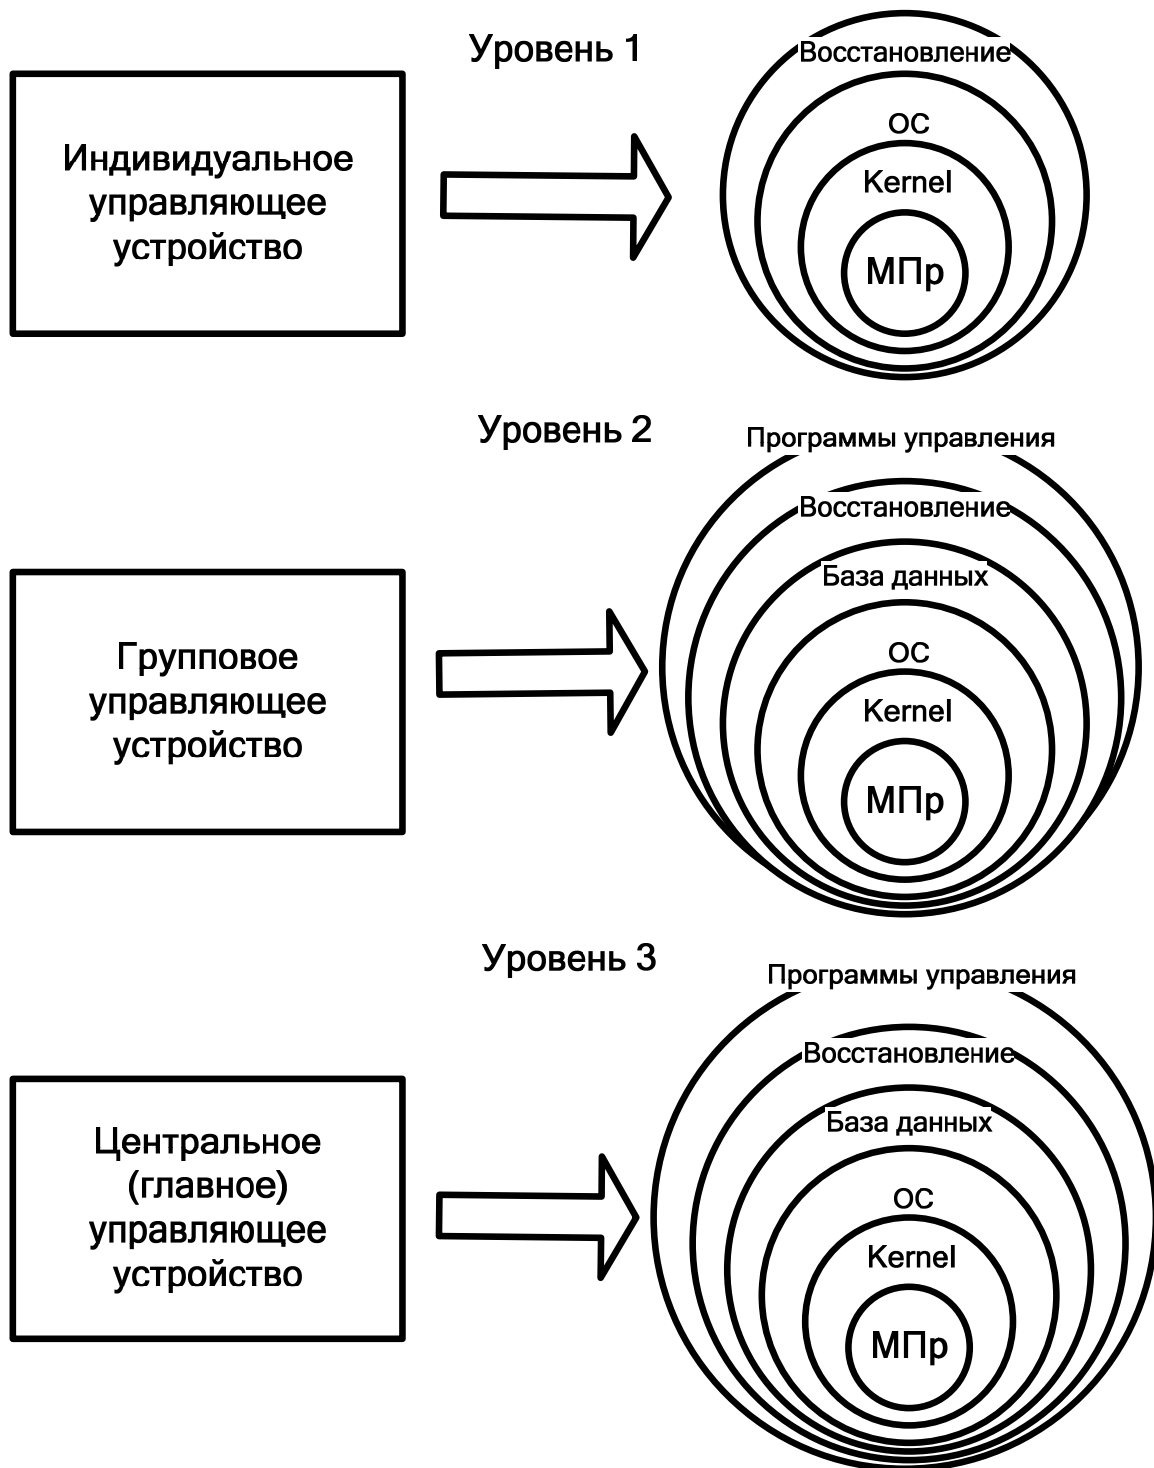 Уровень 1
Индивидуальное
управляющее
устройство
Восстановление
ОС
Kernel
МПр
Уровень 2
Групповое
управляющее
устройство
Программы управления
Восстановление
База данных
ОС
Kernel
МПр
Уровень 3
Центральное
(главное)
управляющее
устройство
Программы управления
Восстановление
База данных
ОС
Kernel
МПр